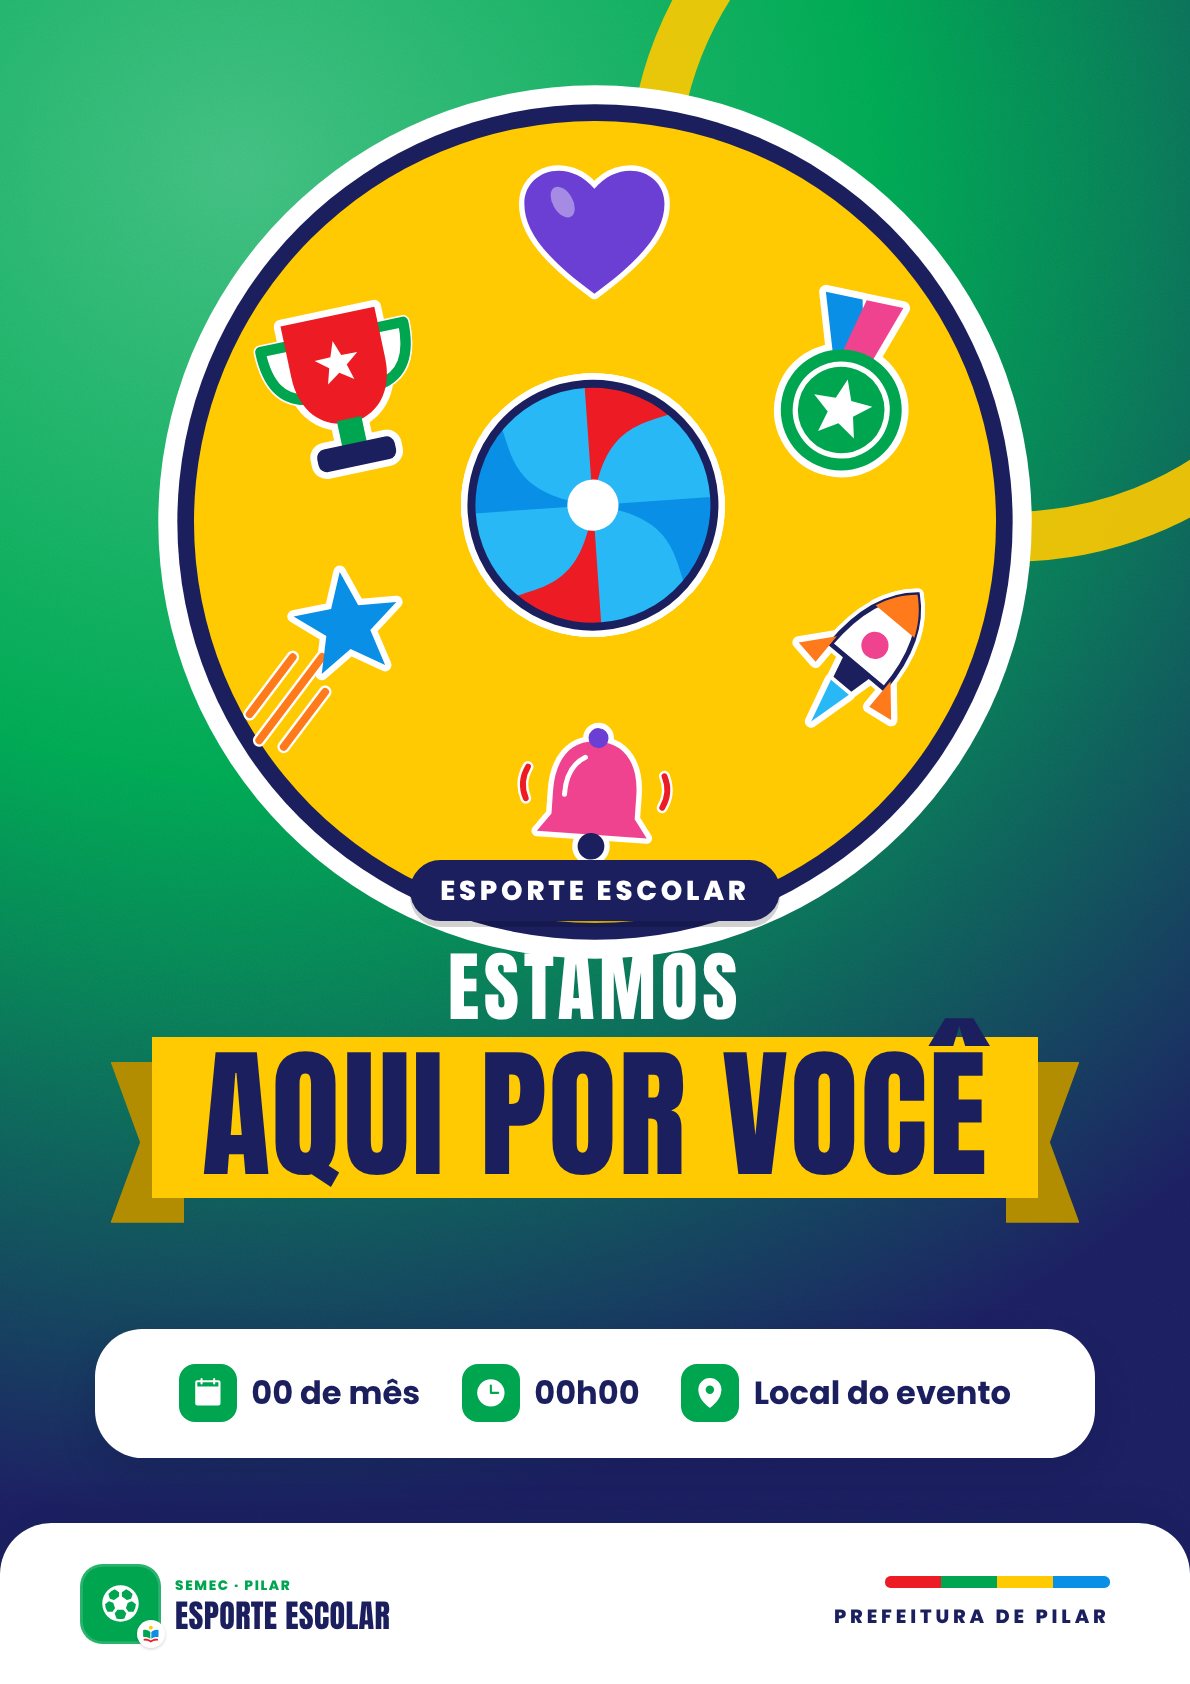 ESPORTE ESCOLAR
ESTAMOS
AQUI POR VOCÊ
00 de mês
00h00
Local do evento
SEMEC · PILAR
ESPORTE ESCOLAR
PREFEITURA DE PILAR